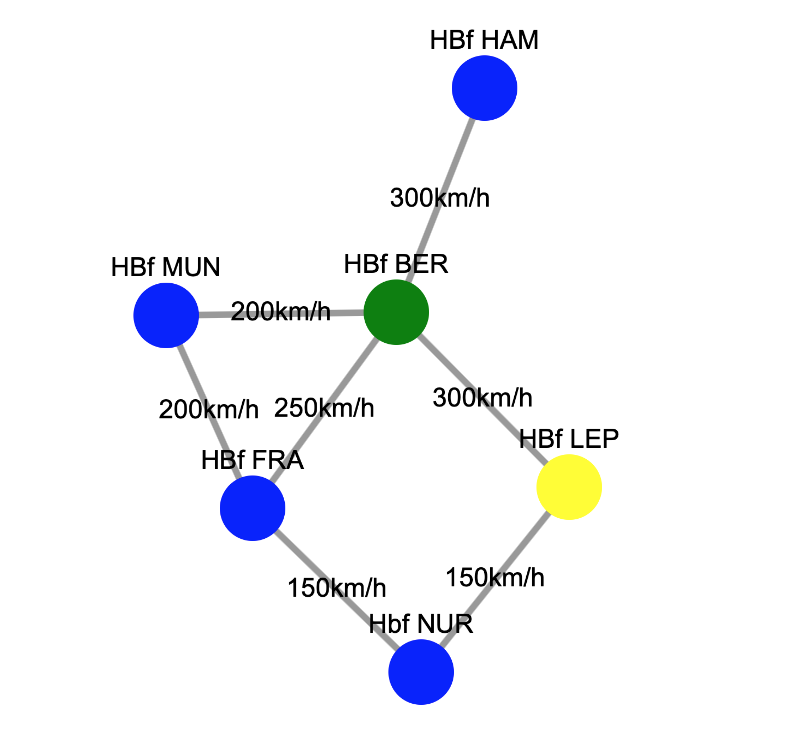 HBf HAM
300km/h
HBf MUN
HBf BER
200km/h
200km/h
250km/h
300km/h
HBf LEP
HBf FRA
150km/h
150km/h
Hbf NUR